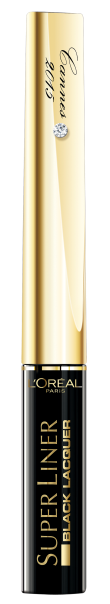 Cannes
2015
L'ORÉAL
PARIS
SUPER LINER
BLACK LACQUER